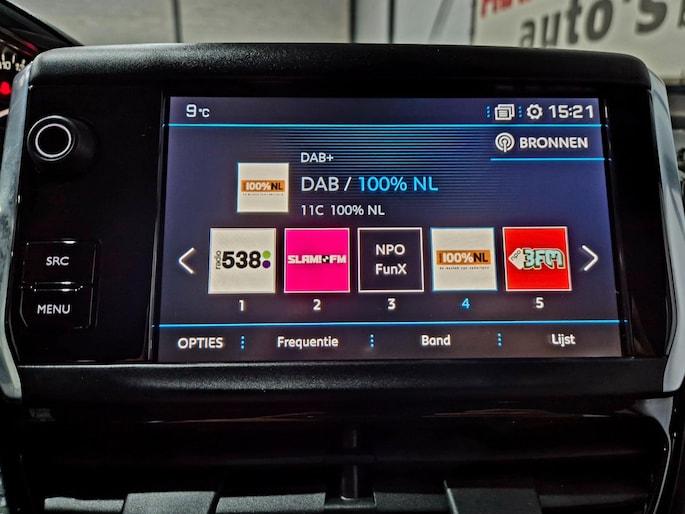 auto's
9°C
15:21
BRONNEN
DAB+
100%NL
DAB / 100% NL
11C 100% NL
SRC
MENU
radio 538
SLAM! FM
NPO
FunX
100%NL
3FM
1 2 3 4 5
OPTIES Frequentie Band Lijst